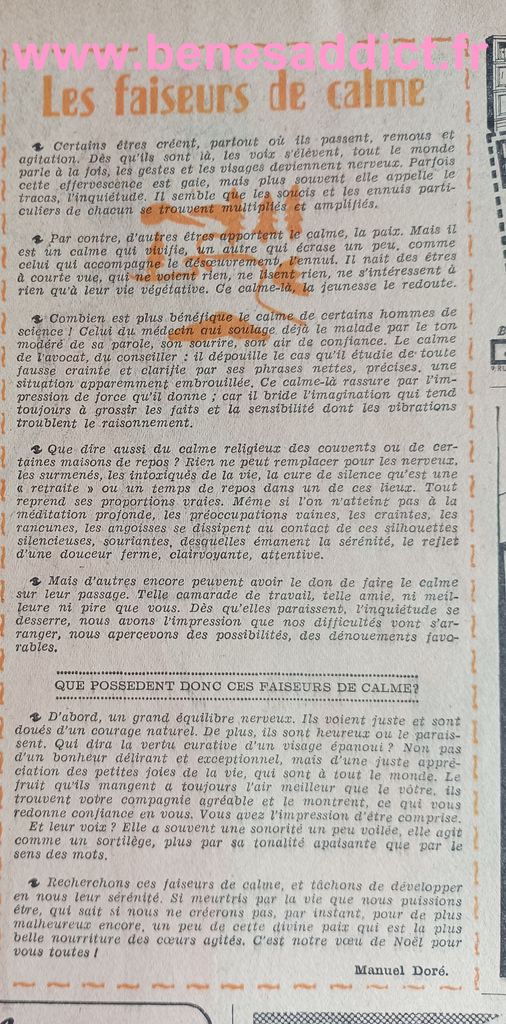 www.benesaddict.fr
Les faiseurs de calme
Certains êtres créent, partout où ils passent, remous et
agitation. Dès qu'ils sont là, les voix s'élèvent, tout le monde
parle à la fois, les gestes et les visages deviennent nerveux. Parfois
cette effervescence est gaie, mais plus souvent elle appelle le
tracas, l'inquiétude. Il semble que les soucis et les ennuis parti-
culiers de chacun se trouvent multipliés et amplifiés.
Par contre, d'autres êtres apportent le calme, la paix. Mais il
est un calme qui vivifie, un autre qui écrase un peu, comme
celui qui accompagne le désœuvrement, l'ennui. Il naît des êtres
à courte vue, qui ne voient rien, ne lisent rien, ne s'intéressent à
rien qu'à leur vie végétative. Ce calme-là, la jeunesse le redoute.
Combien est plus bénéfique le calme de certains hommes de
science ! Celui du médecin qui soulage déjà le malade par le ton
modéré de sa parole, son sourire, son air de confiance. Le calme
de l'avocat, du conseiller : il dépouille le cas qu'il étudie de toute
fausse crainte et clarifie par ses phrases nettes, précises, une
situation apparemment embrouillée. Ce calme-là rassure par l'im-
pression de force qu'il donne ; car il bride l'imagination qui tend
toujours à grossir les faits et la sensibilité dont les vibrations
troublent le raisonnement.
Que dire aussi du calme religieux des couvents ou de cer-
taines maisons de repos ? Rien ne peut remplacer pour les nerveux,
les surmenés, les intoxiqués de la vie, la cure de silence qu'est une
« retraite » ou un temps de repos dans un de ces lieux. Tout
reprend ses proportions vraies. Même si l'on n'atteint pas à la
méditation profonde, les préoccupations vaines, les craintes, les
rancunes, les angoisses se dissipent au contact de ces silhouettes
silencieuses, souriantes, desquelles émanent la sérénité, le reflet
d'une douceur ferme, clairvoyante, attentive.
Mais d'autres encore peuvent avoir le don de faire le calme
sur leur passage. Telle camarade de travail, telle amie, ni meil-
leure ni pire que vous. Dès qu'elles paraissent, l'inquiétude se
desserre, nous avons l'impression que nos difficultés vont s'ar-
ranger, nous apercevons des possibilités, des dénouements favo-
rables.
QUE POSSEDENT DONC CES FAISEURS DE CALME?
D'abord, un grand équilibre nerveux. Ils voient juste et sont
doués d'un courage naturel. De plus, ils sont heureux ou le parais-
sent. Qui dira la vertu curative d'un visage épanoui ? Non pas
d'un bonheur délirant et exceptionnel, mais d'une juste appré-
ciation des petites joies de la vie, qui sont à tout le monde. Le
fruit qu'ils mangent a toujours l'air meilleur que le vôtre, ils
trouvent votre compagnie agréable et le montrent, ce qui vous
redonne confiance en vous. Vous avez l'impression d'être comprise.
Et leur voix ? Elle a souvent une sonorité un peu voilée, elle agit
comme un sortilège, plus par sa tonalité apaisante que par le
sens des mots.
Recherchons ces faiseurs de calme, et tâchons de développer
en nous leur sérénité. Si meurtris par la vie que nous puissions
être, qui sait si nous ne créerons pas, par instant, pour de plus
malheureux encore, un peu de cette divine paix qui est la plus
belle nourriture des cœurs agités. C'est notre vœu de Noël pour
vous toutes !
Manuel Doré.